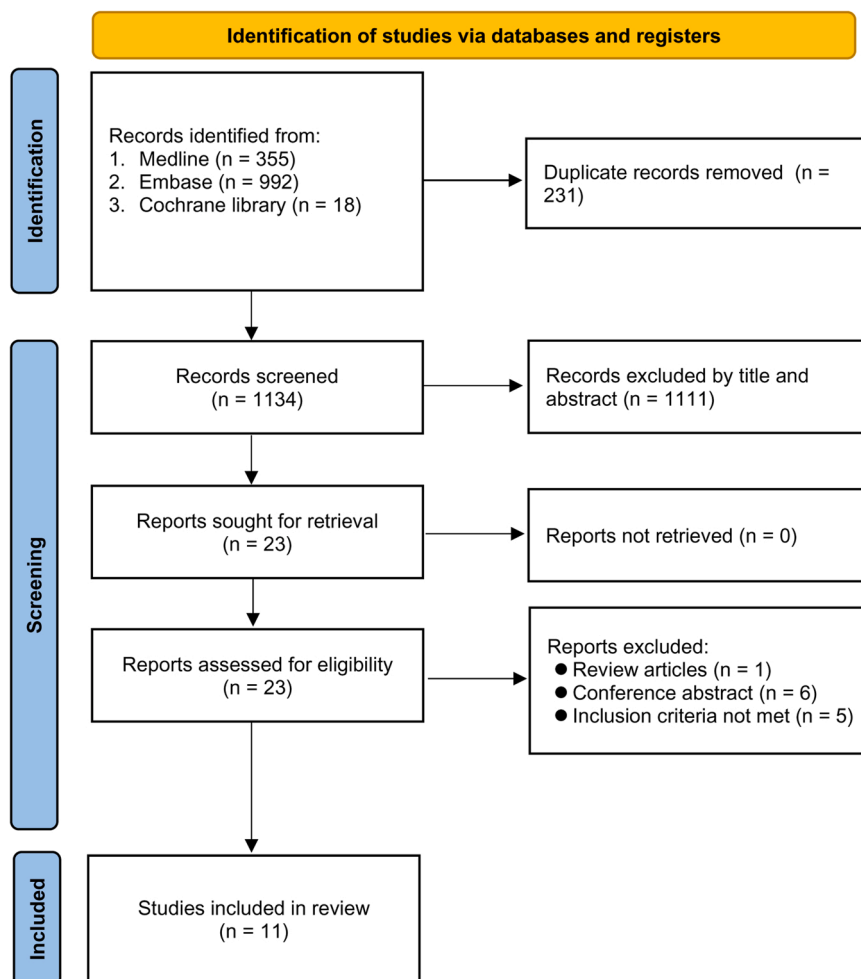 Identification of studies via databases and registers
Identification
Records identified from:
1. Medline (n = 355)
2. Embase (n = 992)
3. Cochrane library (n = 18)
Duplicate records removed (n =
231)
Screening
Records screened
(n = 1134)
Records excluded by title and
abstract (n = 1111)
Reports sought for retrieval
(n = 23)
Reports not retrieved (n = 0)
Reports assessed for eligibility
(n = 23)
Reports excluded:
● Review articles (n = 1)
● Conference abstract (n = 6)
● Inclusion criteria not met (n = 5)
Included
Studies included in review
(n = 11)